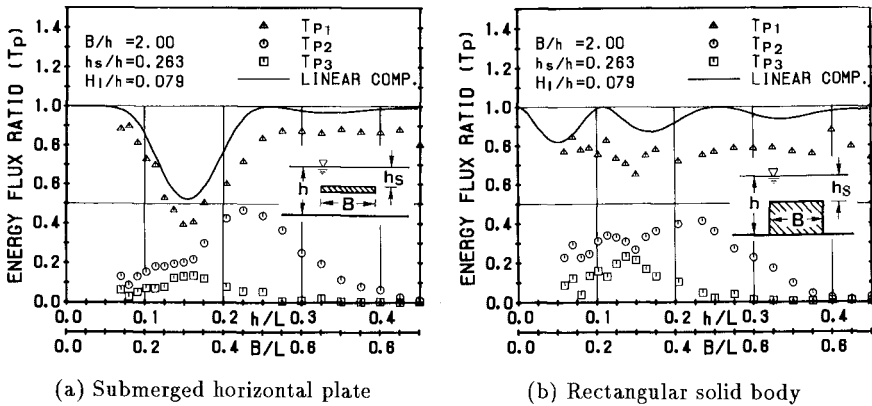 ENERGY FLUX RATIO (Tp)
1.4
1.2
1.0
0.8
0.6
0.4
0.2
0.0
B/h =2.00
hs/h=0.263
HI/h=0.079
TP1
TP2
TP3
LINEAR COMP.
h
hs
B
0.0 0.1 0.2 0.3 0.4
h/L
0.0 0.2 0.4 0.6 0.8
B/L
(a) Submerged horizontal plate
ENERGY FLUX RATIO (Tp)
1.4
1.2
1.0
0.8
0.6
0.4
0.2
0.0
B/h =2.00
hs/h=0.263
HI/h=0.079
TP1
TP2
TP3
LINEAR COMP.
h
hs
B
0.0 0.1 0.2 0.3 0.4
h/L
0.0 0.2 0.4 0.6 0.8
B/L
(b) Rectangular solid body